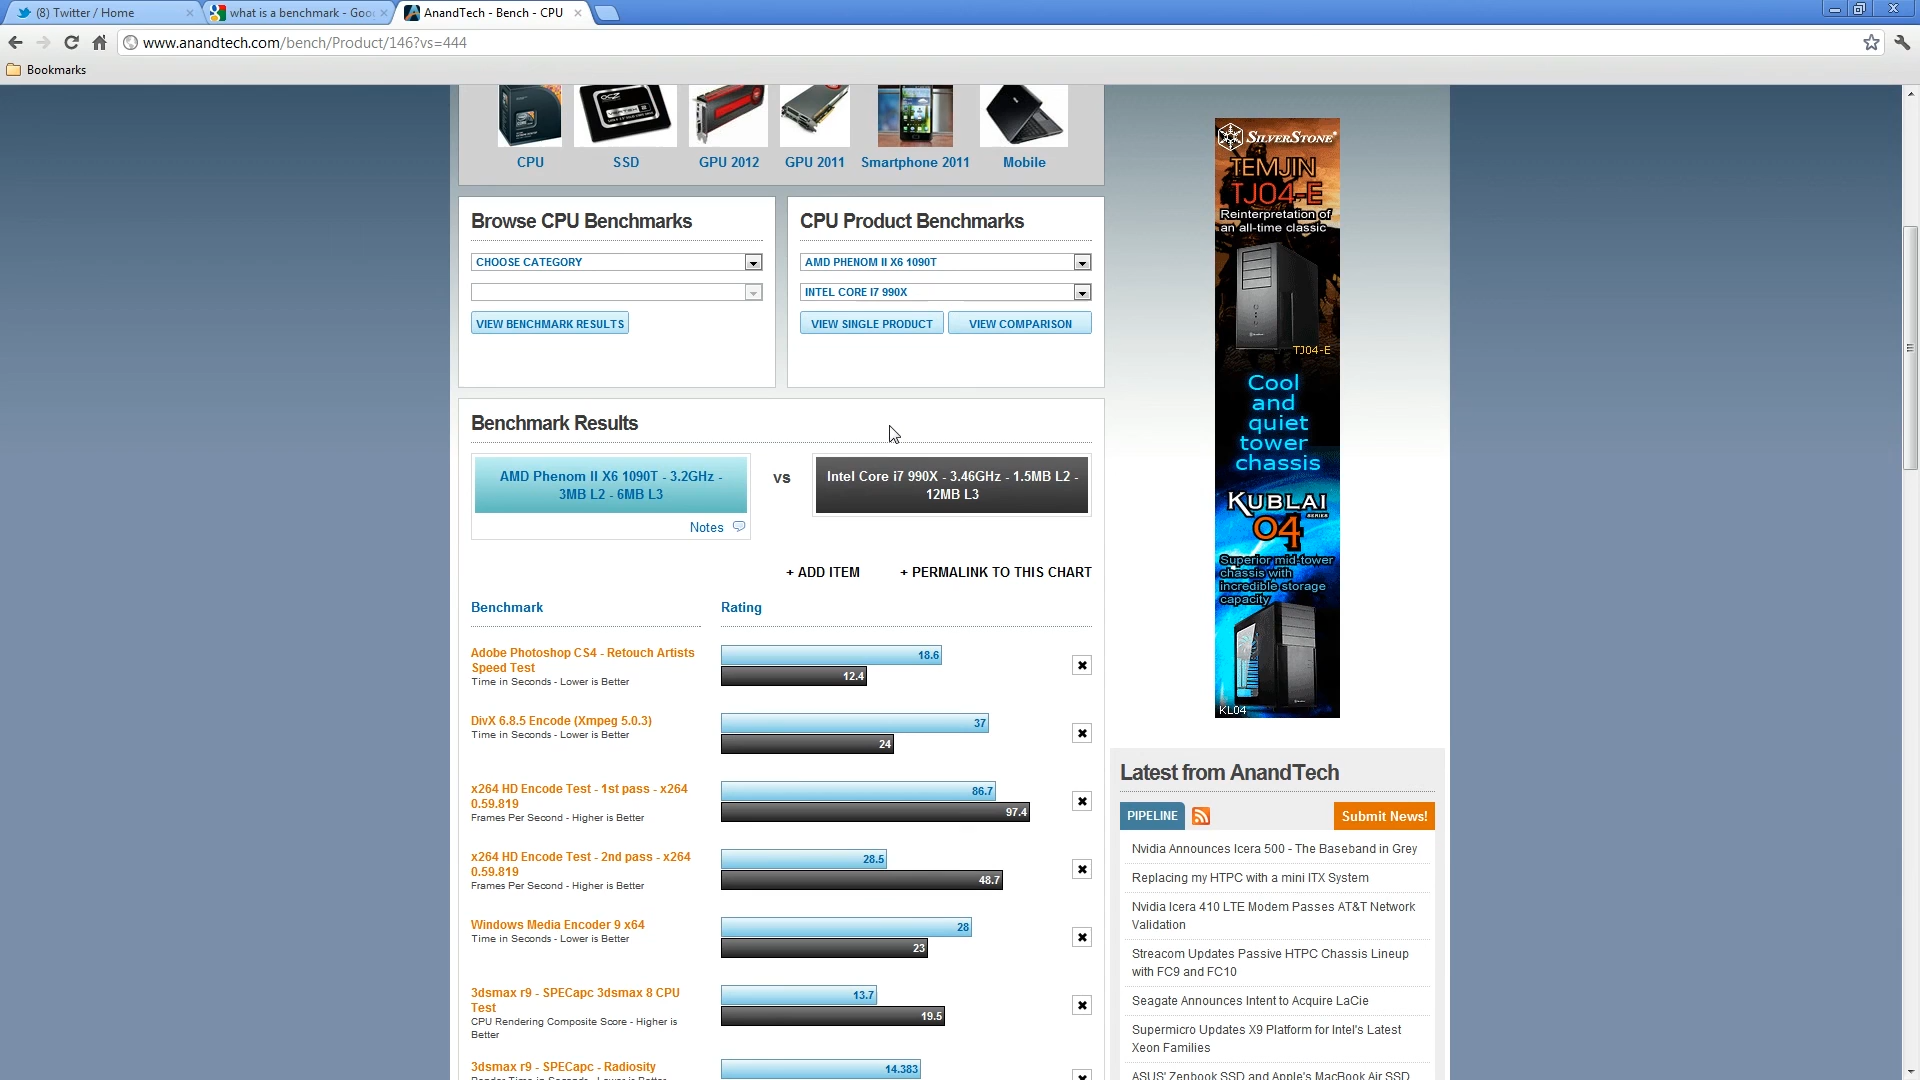 (8) Twitter / Home
what is a benchmark - Goo
AnandTech - Bench - CPU
www.anandtech.com/bench/Product/146?vs=444
Bookmarks
CPU
SSD
GPU 2012
GPU 2011
Smartphone 2011
Mobile
Browse CPU Benchmarks
CHOOSE CATEGORY
VIEW BENCHMARK RESULTS
CPU Product Benchmarks
AMD PHENOM II X6 1090T
INTEL CORE I7 990X
VIEW SINGLE PRODUCT
VIEW COMPARISON
Benchmark Results
AMD Phenom II X6 1090T - 3.2GHz -
3MB L2 - 6MB L3
Notes
vs
Intel Core i7 990X - 3.46GHz - 1.5MB L2 -
12MB L3
+ ADD ITEM
+ PERMALINK TO THIS CHART
Benchmark
Rating
Adobe Photoshop CS4 - Retouch Artists
Speed Test
Time in Seconds - Lower is Better
18.6
12.4
DivX 6.8.5 Encode (Xmpeg 5.0.3)
Time in Seconds - Lower is Better
37
24
x264 HD Encode Test - 1st pass - x264
0.59.819
Frames Per Second - Higher is Better
86.7
97.4
x264 HD Encode Test - 2nd pass - x264
0.59.819
Frames Per Second - Higher is Better
28.5
48.7
Windows Media Encoder 9 x64
Time in Seconds - Lower is Better
28
23
3dsmax r9 - SPECapc 3dsmax 8 CPU
Test
CPU Rendering Composite Score - Higher is
Better
13.7
19.5
3dsmax r9 - SPECapc - Radiosity
14.383
SILVERSTONE
TEMJIN
TJ04-E
Reinterpretation of
an all-time classic
TJ04-E
Cool
and
quiet
tower
chassis
KUBLAI
SERIES
04
Superior mid-tower
chassis with
incredible storage
capacity
KL04
Latest from AnandTech
PIPELINE
Submit News!
Nvidia Announces Icera 500 - The Baseband in Grey
Replacing my HTPC with a mini ITX System
Nvidia Icera 410 LTE Modem Passes AT&T Network
Validation
Streacom Updates Passive HTPC Chassis Lineup
with FC9 and FC10
Seagate Announces Intent to Acquire LaCie
Supermicro Updates X9 Platform for Intel's Latest
Xeon Families
ASUS' Zenbook SSD and Apple's MacBook Air SSD